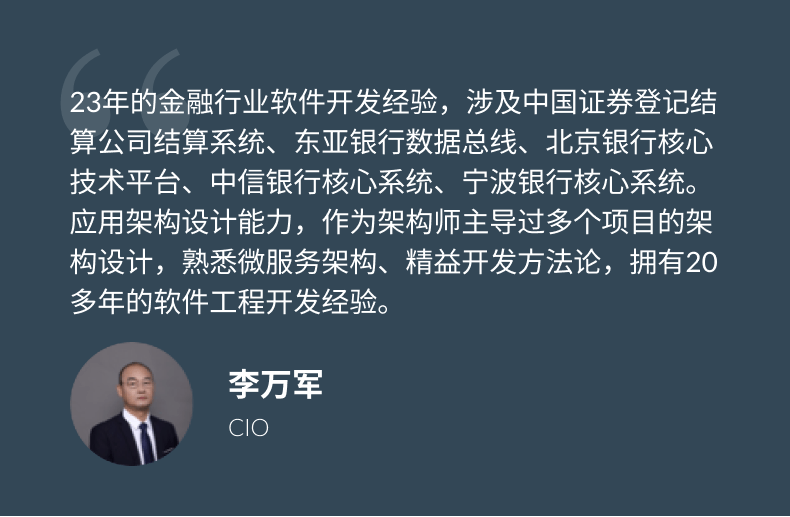 23年的金融行业软件开发经验，涉及中国证券登记结
算公司结算系统、东亚银行数据总线、北京银行核心
技术平台、中信银行核心系统、宁波银行核心系统。
应用架构设计能力，作为架构师主导过多个项目的架
构设计，熟悉微服务架构、精益开发方法论，拥有20
多年的软件工程开发经验。
李万军
CIO